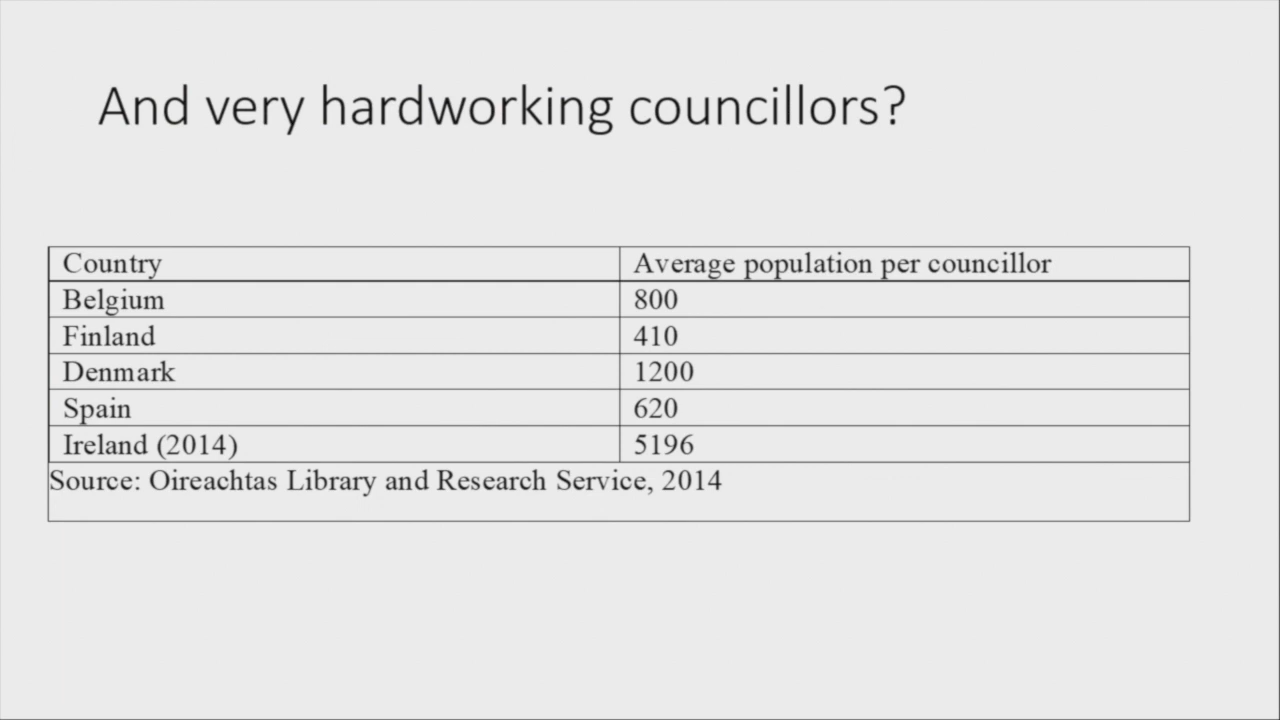 And very hardworking councillors?
Country Average population per councillor
Belgium 800
Finland 410
Denmark 1200
Spain 620
Ireland (2014) 5196
Source: Oireachtas Library and Research Service, 2014